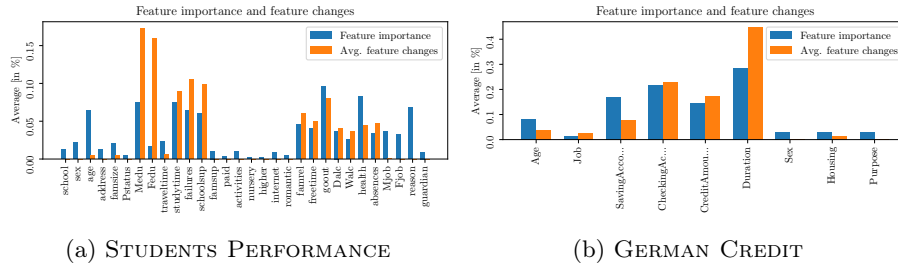 Feature importance and feature changes
Feature importance
Avg. feature changes
Average [in %]
0.15
0.10
0.05
0.00
school
sex
age
address
famsize
Pstatus
Medu
Fedu
traveltime
studytime
failures
schoolsup
famsup
paid
activities
nursery
higher
internet
romantic
famrel
freetime
goout
Dalc
Walc
health
absences
Mjob
Fjob
reason
guardian
(a) STUDENTS PERFORMANCE
Feature importance and feature changes
Feature importance
Avg. feature changes
Average [in %]
0.4
0.3
0.2
0.1
0.0
Age
Job
SavingAcco...
CheckingAc...
CreditAmoun...
Duration
Sex
Housing
Purpose
(b) GERMAN CREDIT